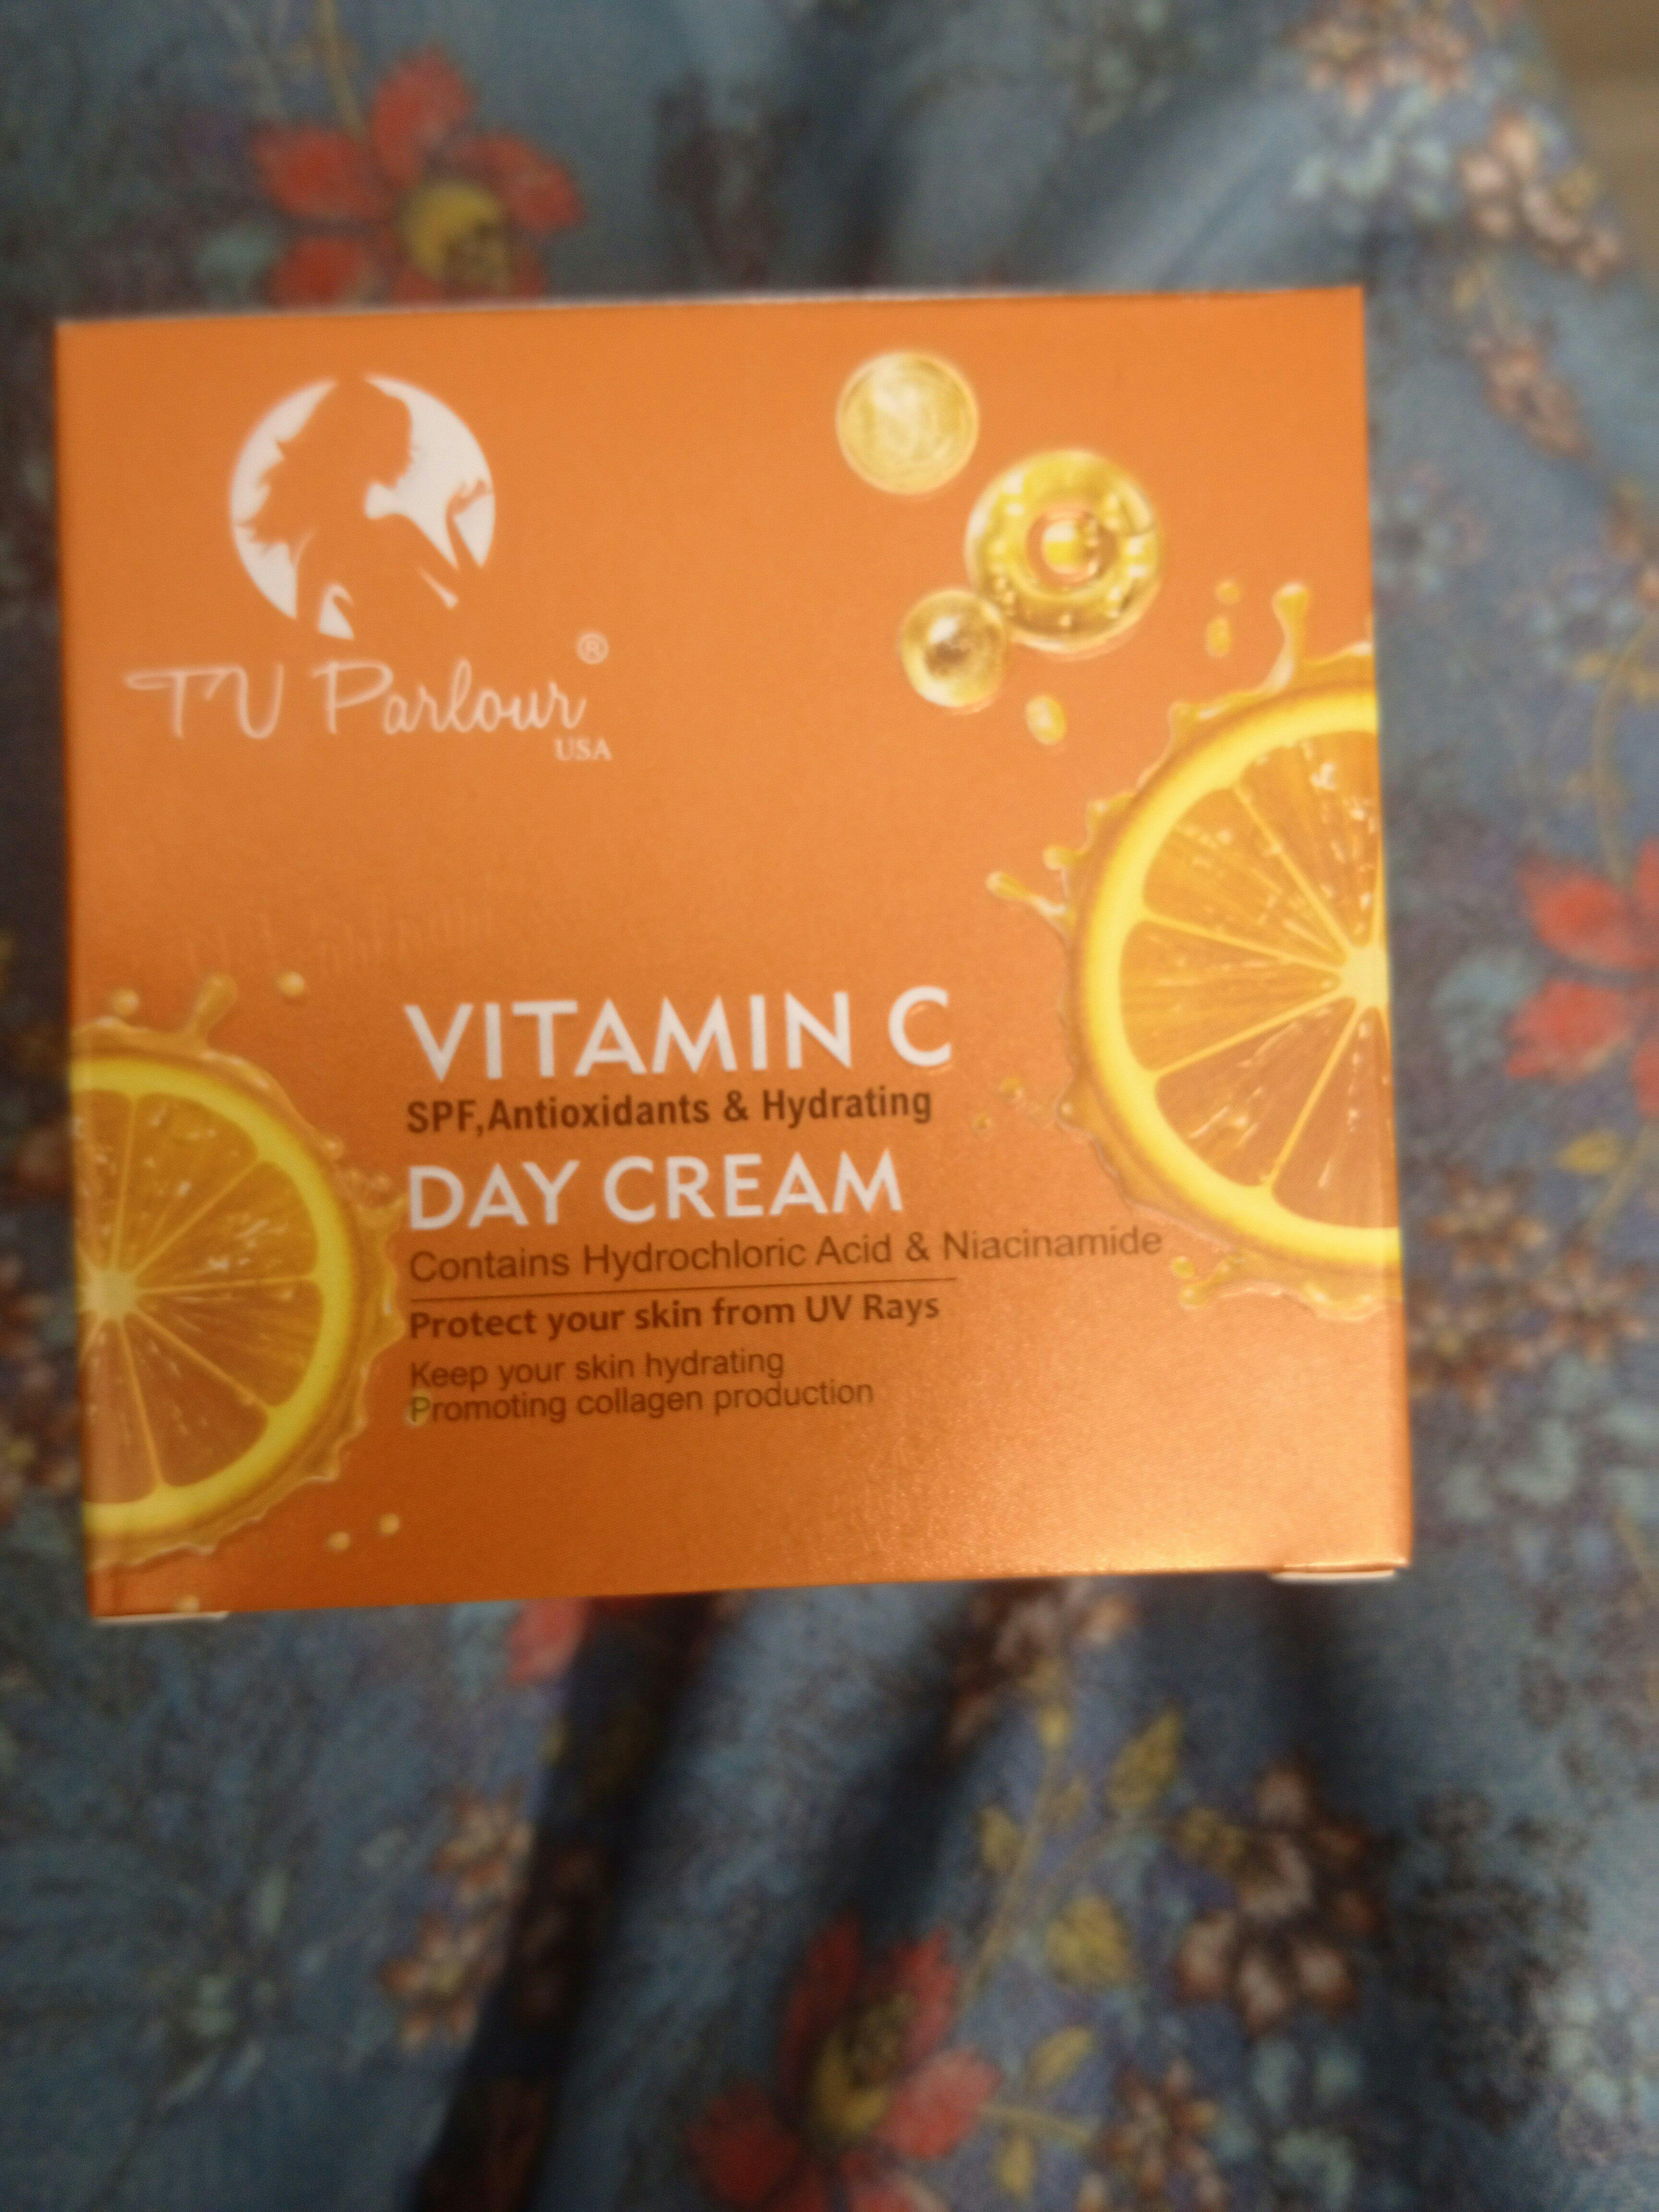 TV Parlour®
USA
VITAMIN C
SPF,Antioxidants & Hydrating
DAY CREAM
Contains Hydrochloric Acid & Niacinamide
Protect your skin from UV Rays
Keep your skin hydrating
Promoting collagen production